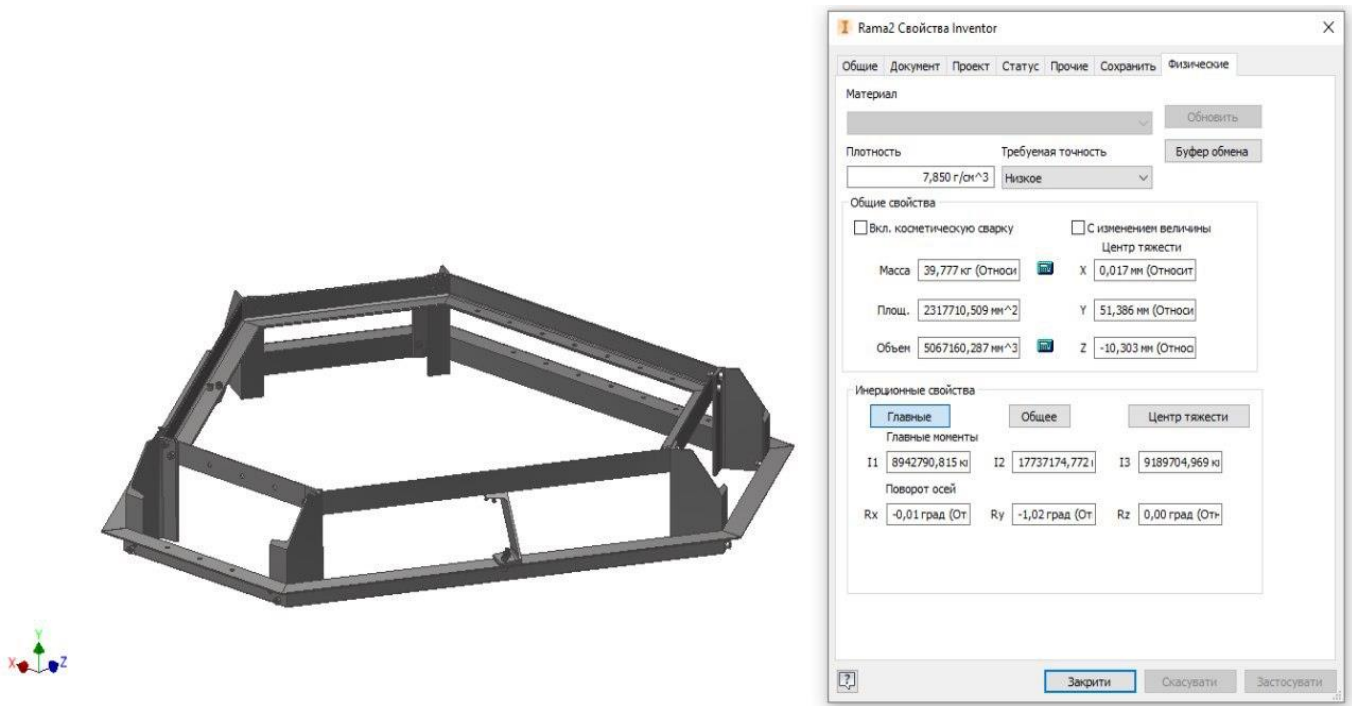 Rama2 Свойства Inventor
Общие Документ Проект Статус Прочие Сохранить Физические
Материал
Обновить
Плотность Требуемая точность Буфер обмена
7,850 г/см^3 Низкое
Общие свойства
Вкл. косметическую сварку С изменением величины
Центр тяжести
Масса 39,777 кг (Относи X 0,017 мм (Относит
Площ. 2317710,509 мм^2 Y 51,386 мм (Относи
Объем 5067160,287 мм^3 Z -10,303 мм (Относ
Инерционные свойства
Главные Общее Центр тяжести
Главные моменты
I1 8942790,815 к I2 17737174,772 I3 9189704,969 к
Поворот осей
Rx -0,01 град (От Ry -1,02 град (От Rz 0,00 град (Отн
Y
X Z
?
Закрити Скасувати Застосувати